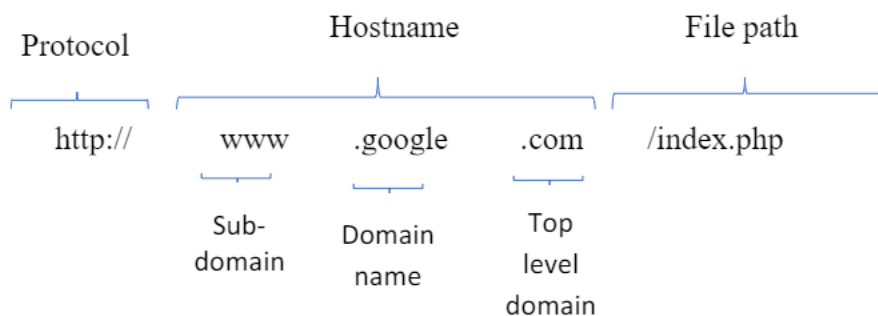 Protocol Hostname File path
http:// www .google .com /index.php
Sub-
domain
Domain
name
Top
level
domain